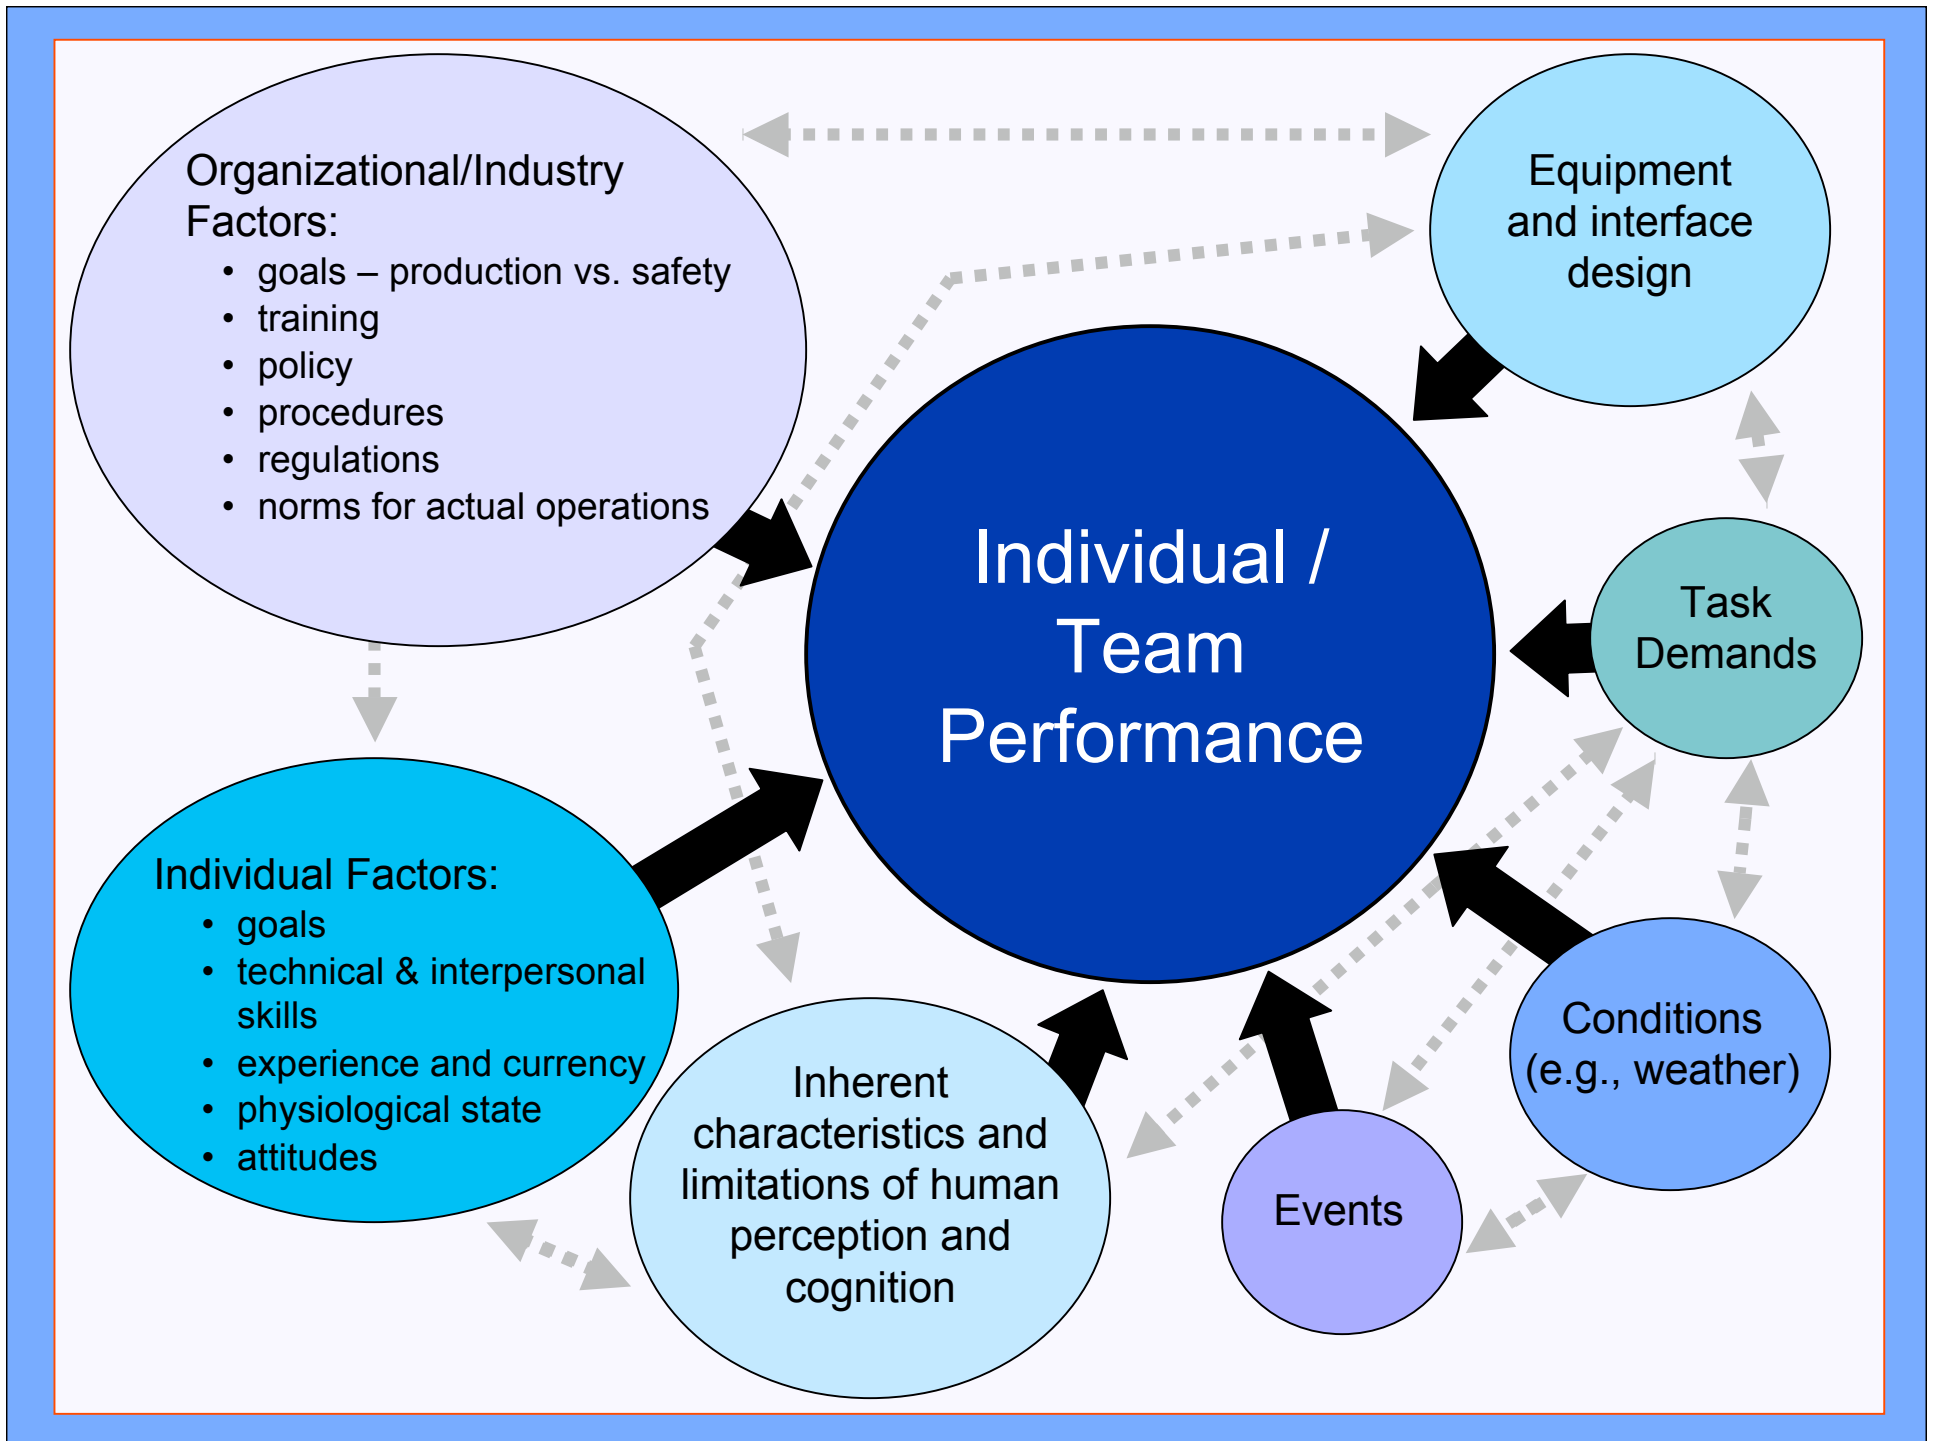 Organizational/Industry
Factors:
• goals – production vs. safety
• training
• policy
• procedures
• regulations
• norms for actual operations
Equipment
and interface
design
Individual /
Team
Performance
Task
Demands
Individual Factors:
• goals
• technical & interpersonal
skills
• experience and currency
• physiological state
• attitudes
Inherent
characteristics and
limitations of human
perception and
cognition
Events
Conditions
(e.g., weather)